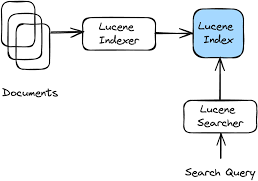 Lucene
Indexer
Lucene
Index
Documents
Lucene
Searcher
Search Query